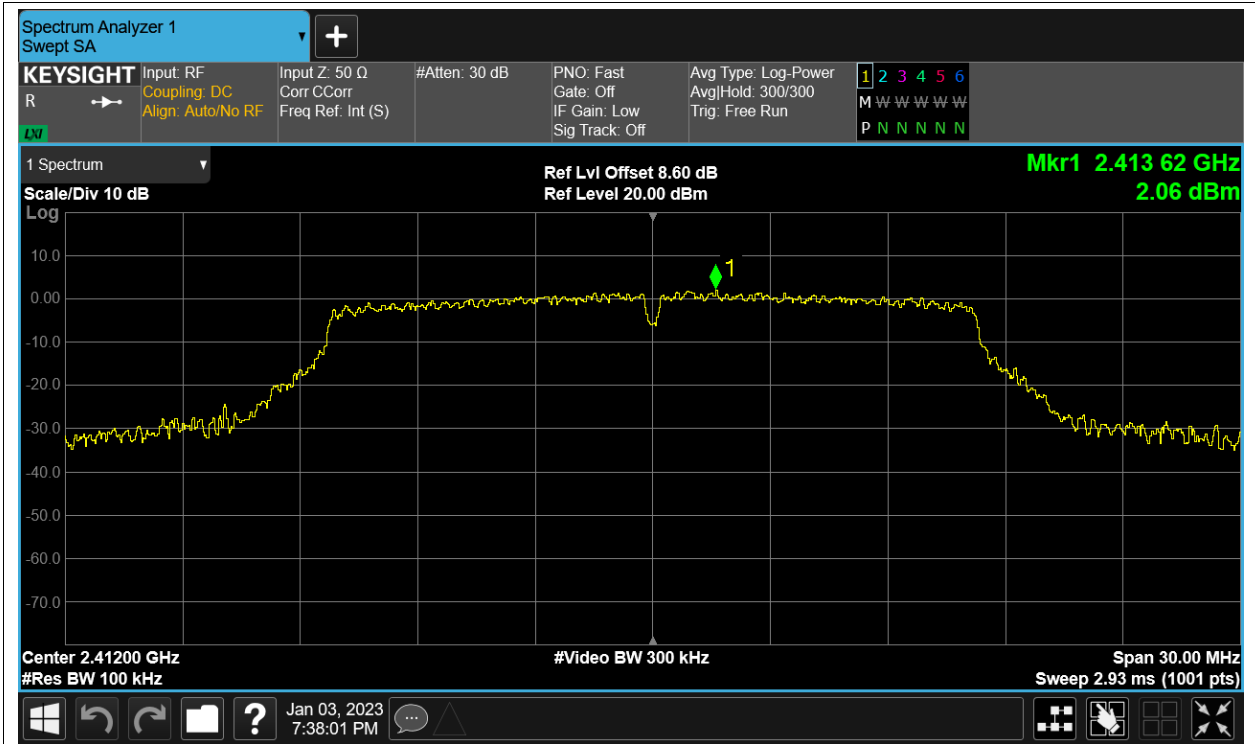 Spectrum Analyzer 1
Swept SA
KEYSIGHT
R
LXI
Input: RF
Coupling: DC
Align: Auto/No RF
Input Z: 50 Ω
Corr CCorr
Freq Ref: Int (S)
#Atten: 30 dB
PNO: Fast
Gate: Off
IF Gain: Low
Sig Track: Off
Avg Type: Log-Power
Avg|Hold: 300/300
Trig: Free Run
1 2 3 4 5 6
M W W W W W
P N N N N N
1 Spectrum
Scale/Div 10 dB
Log
Ref Lvl Offset 8.60 dB
Ref Level 20.00 dBm
Mkr1 2.413 62 GHz
2.06 dBm
1
10.0
0.00
-10.0
-20.0
-30.0
-40.0
-50.0
-60.0
-70.0
Center 2.41200 GHz
#Res BW 100 kHz
#Video BW 300 kHz
Span 30.00 MHz
Sweep 2.93 ms (1001 pts)
?
Jan 03, 2023
7:38:01 PM